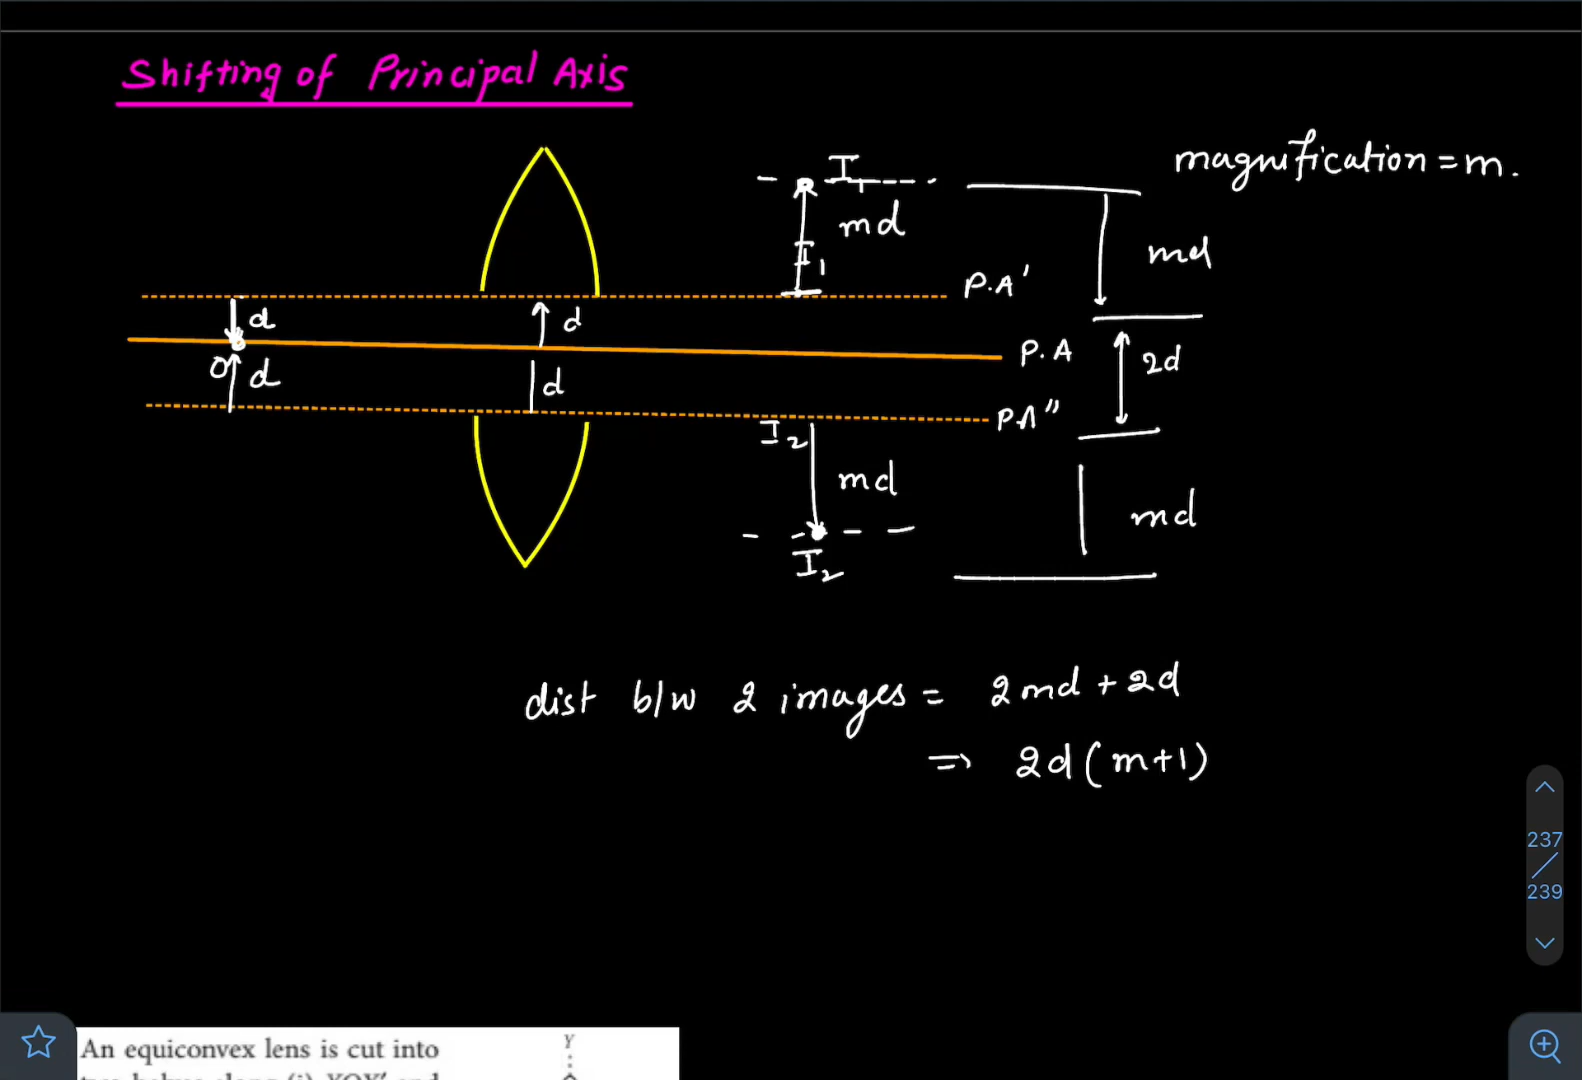 Shifting of Principal Axis
magnification = m.
I1
md
I1
md
P.A'
d
d
P.A
2d
O
d
d
P.A"
I2
md
md
I2
dist b/w 2 images = 2md + 2d
=> 2d(m+1)
237
239
An equiconvex lens is cut into
Y